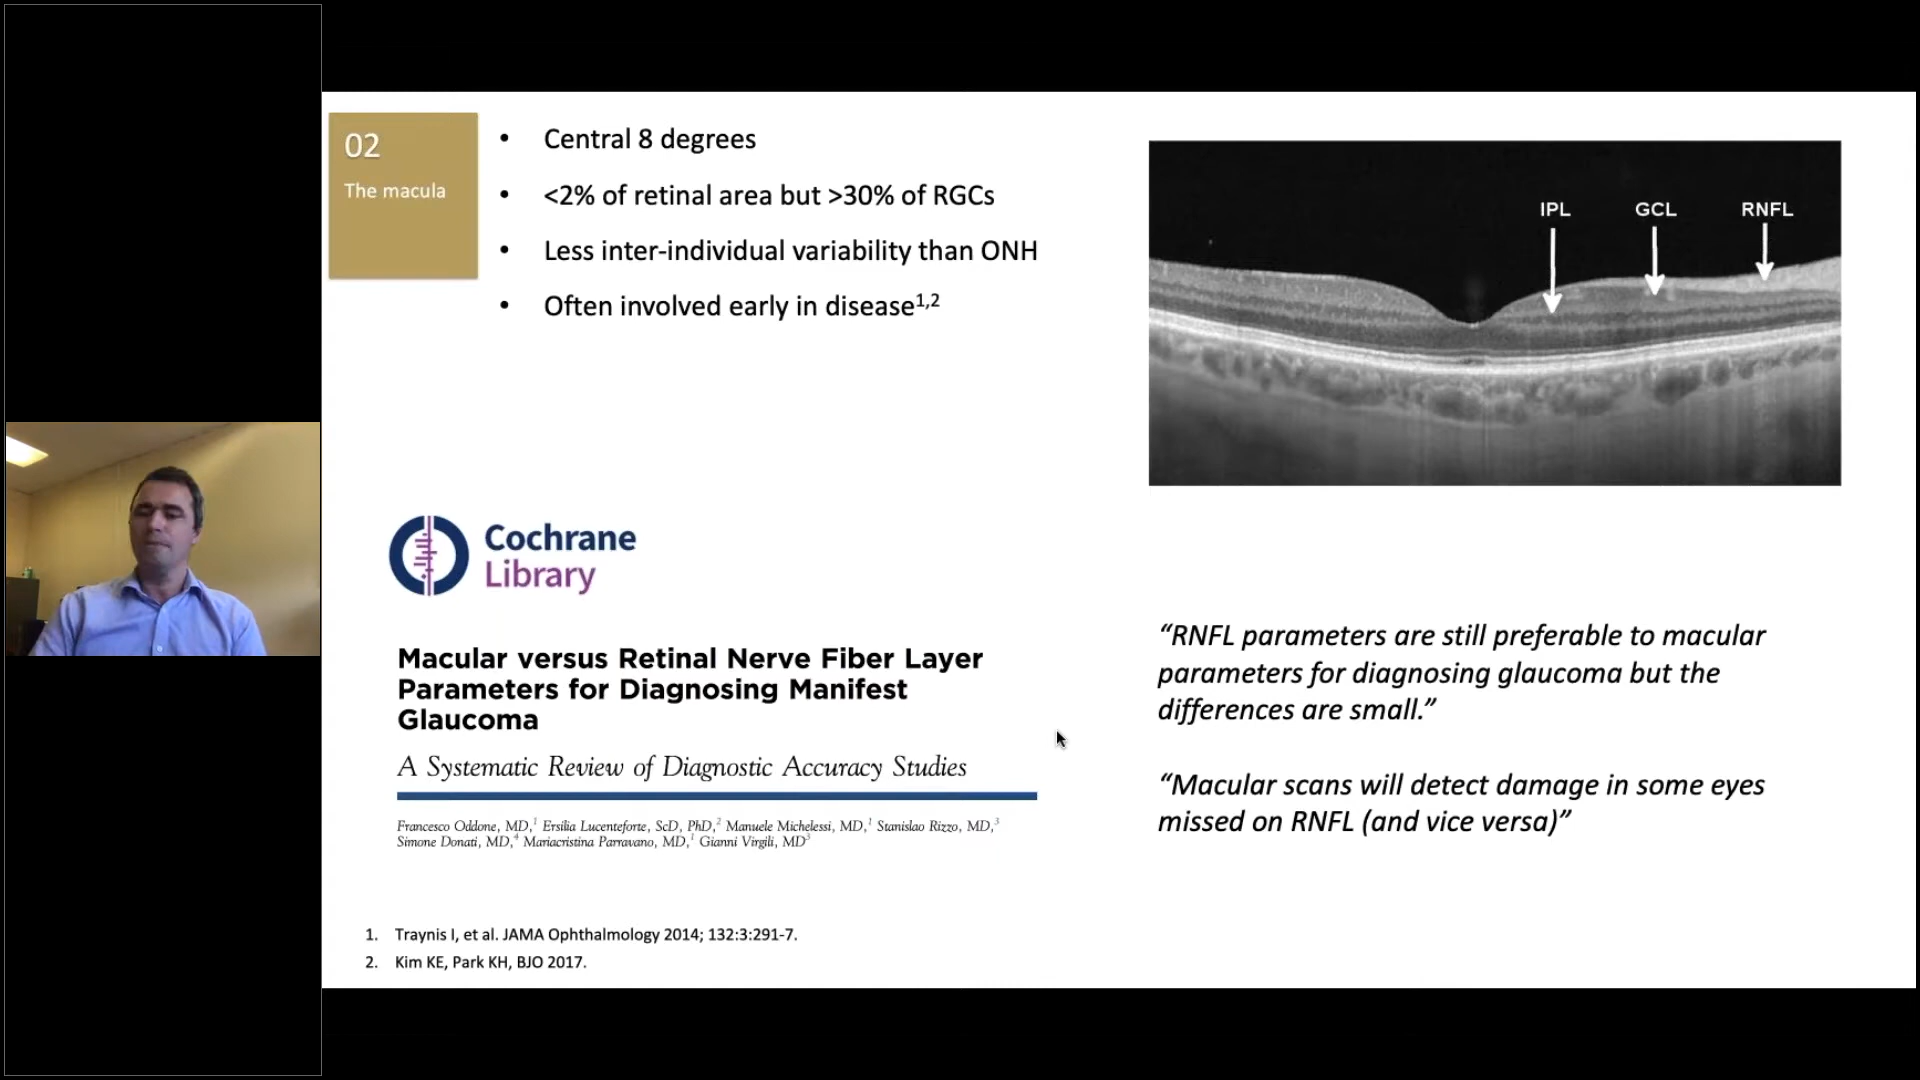 02
The macula
• Central 8 degrees
• <2% of retinal area but >30% of RGCs
• Less inter-individual variability than ONH
• Often involved early in disease1,2
IPL GCL RNFL
Cochrane
Library
Macular versus Retinal Nerve Fiber Layer
Parameters for Diagnosing Manifest
Glaucoma
A Systematic Review of Diagnostic Accuracy Studies
Francesco Oddone, MD,1 Ersilia Lucenteforte, ScD, PhD,2 Manuele Michelessi, MD,1 Stanislao Rizzo, MD,3
Simone Donati, MD,4 Mariacristina Parravano, MD,1 Gianni Virgili, MD3
“RNFL parameters are still preferable to macular
parameters for diagnosing glaucoma but the
differences are small.”
“Macular scans will detect damage in some eyes
missed on RNFL (and vice versa)”
1. Traynis I, et al. JAMA Ophthalmology 2014; 132:3:291-7.
2. Kim KE, Park KH, BJO 2017.